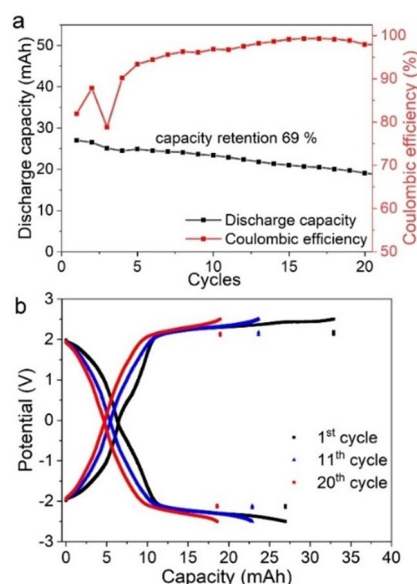 a
50
40
30
20
10
0
100
90
80
70
60
50
Discharge capacity (mAh)
Coulombic efficiency (%)
capacity retention 69 %
Discharge capacity
Coulombic efficiency
0
5
10
15
20
Cycles
b
3
2
1
0
-1
-2
-3
Potential (V)
1st cycle
11th cycle
20th cycle
0
5
10
15
20
25
30
35
40
Capacity (mAh)